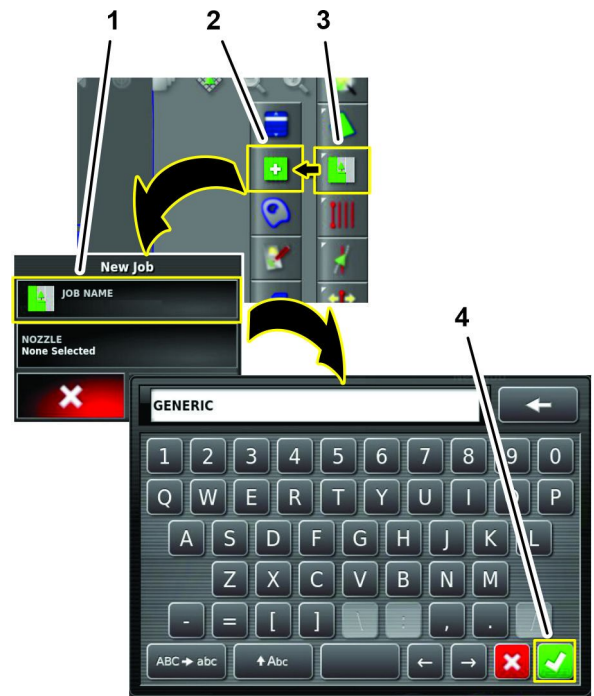 1 2 3
New Job
JOB NAME
NOZZLE
None Selected
4
GENERIC
1 2 3 4 5 6 7 8 9 0
Q W E R T Y U I O P
A S D F G H J K L
Z X C V B N M
- = [ ] \ : , . /
ABC→abc ↑Abc ← →